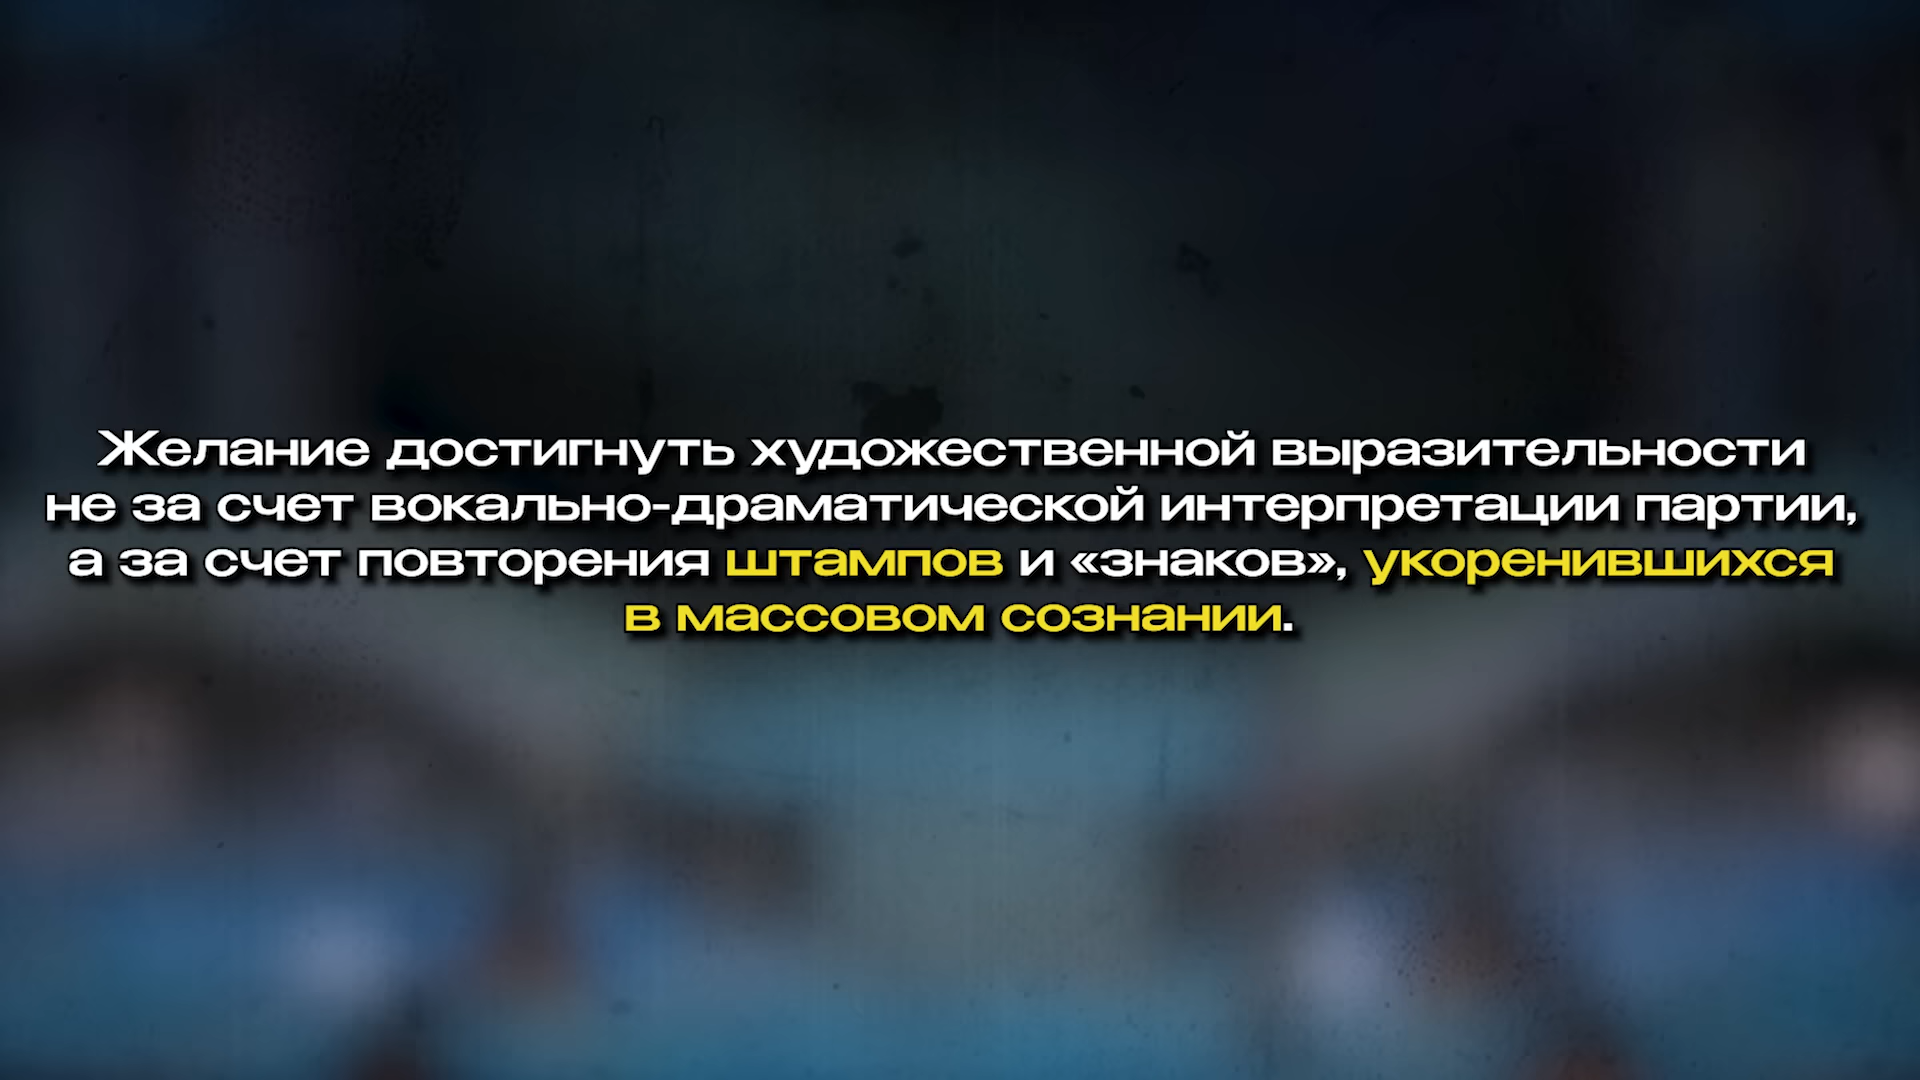 Желание достигнуть художественной выразительности
не за счет вокально-драматической интерпретации партии,
а за счет повторения штампов и «знаков», укоренившихся
в массовом сознании.